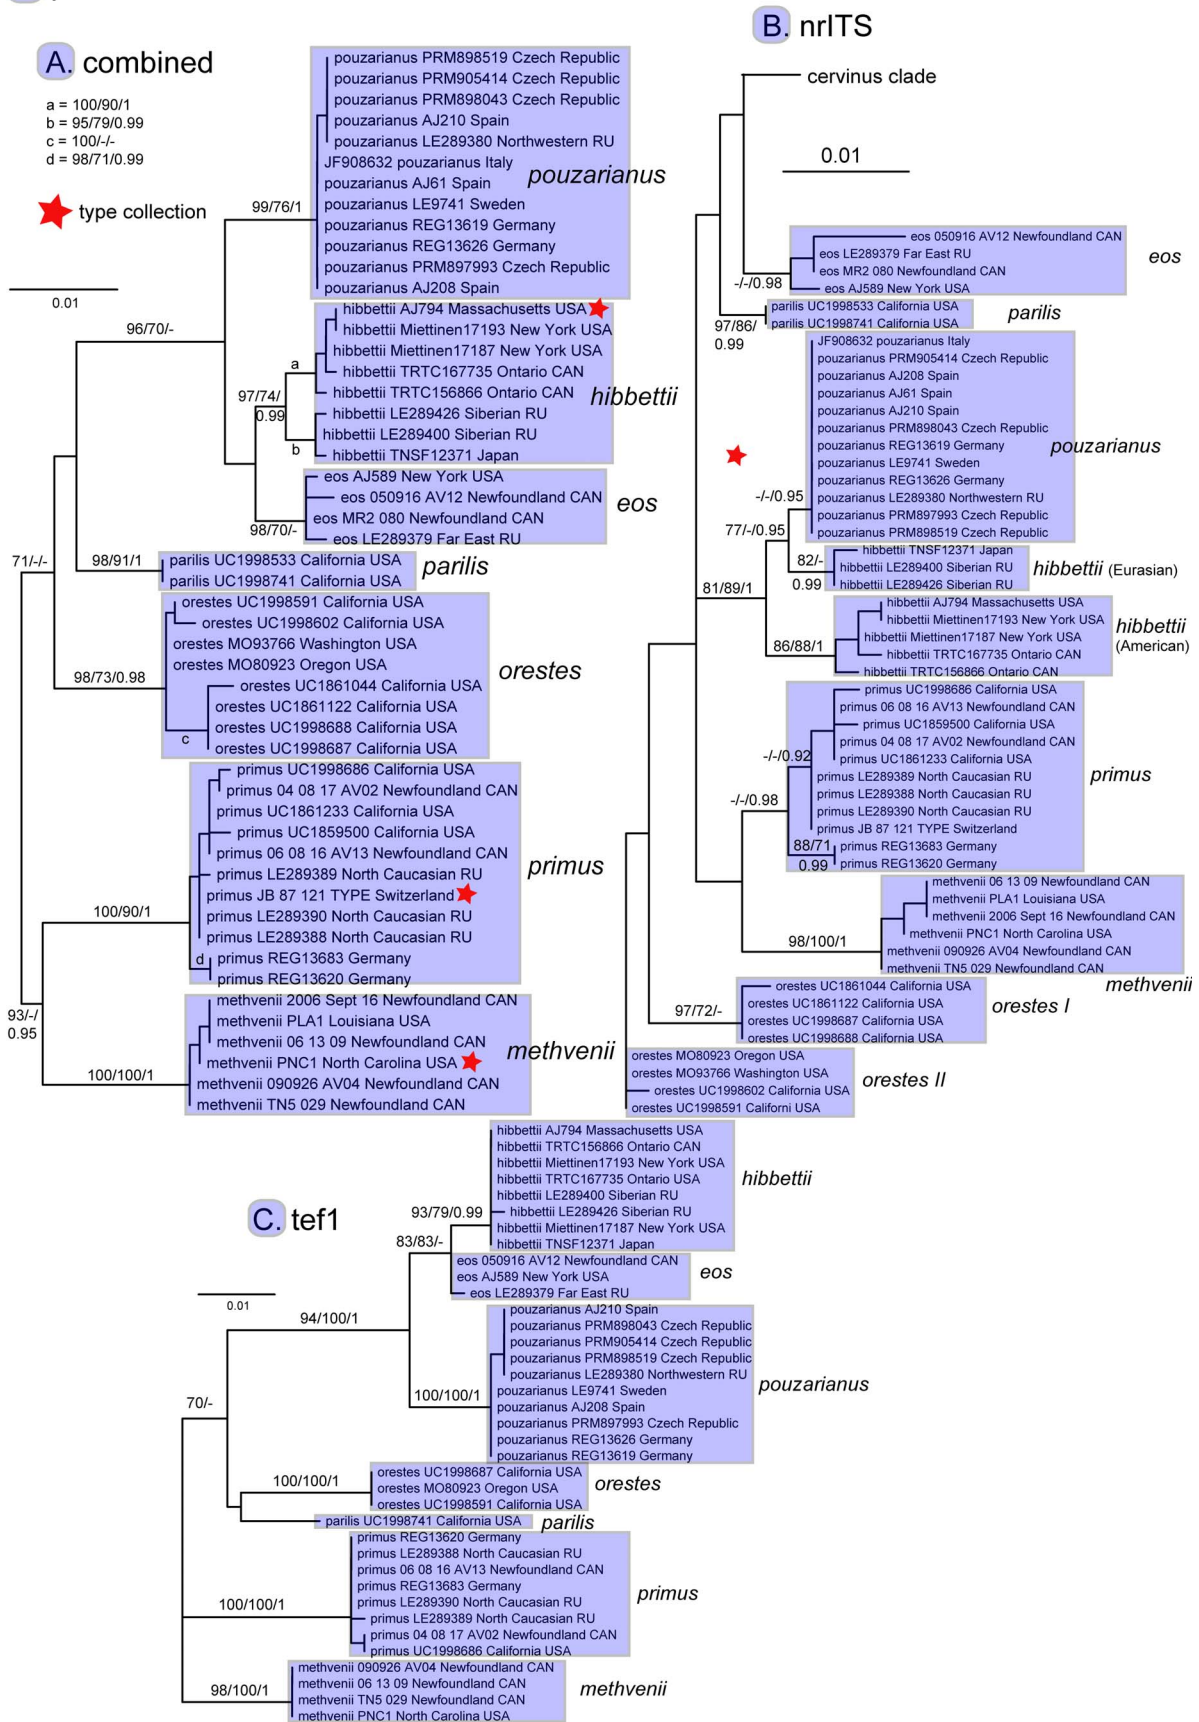 A. combined
a = 100/90/1
b = 95/79/0.99
c = 100/-/-
d = 98/71/0.99
type collection
0.01
pouzarianus PRM898519 Czech Republic
pouzarianus PRM905414 Czech Republic
pouzarianus PRM898043 Czech Republic
pouzarianus AJ210 Spain
pouzarianus LE289380 Northwestern RU
JF908632 pouzarianus Italy
pouzarianus
pouzarianus AJ61 Spain
pouzarianus LE9741 Sweden
99/76/1
pouzarianus REG13619 Germany
pouzarianus REG13626 Germany
pouzarianus PRM897993 Czech Republic
pouzarianus AJ208 Spain
hibbettii AJ794 Massachusetts USA
hibbettii Miettinen17193 New York USA
96/70/-
hibbettii Miettinen17187 New York USA
a
hibbettii TRTC167735 Ontario CAN
hibbettii TRTC156866 Ontario CAN
hibbettii
97/74/
0.99
hibbettii LE289426 Siberian RU
hibbettii LE289400 Siberian RU
b
hibbettii TNSF12371 Japan
eos AJ589 New York USA
eos 050916 AV12 Newfoundland CAN
eos
eos MR2 080 Newfoundland CAN
98/70/-
eos LE289379 Far East RU
71/-/-
98/91/1
parilis UC1998533 California USA
parilis
parilis UC1998741 California USA
orestes UC1998591 California USA
orestes UC1998602 California USA
orestes MO93766 Washington USA
orestes MO80923 Oregon USA
orestes
98/73/0.98
orestes UC1861044 California USA
orestes UC1861122 California USA
orestes UC1998688 California USA
c
orestes UC1998687 California USA
primus UC1998686 California USA
primus 04 08 17 AV02 Newfoundland CAN
primus UC1861233 California USA
primus UC1859500 California USA
primus 06 08 16 AV13 Newfoundland CAN
primus
primus LE289389 North Caucasian RU
primus JB 87 121 TYPE Switzerland
100/90/1
primus LE289390 North Caucasian RU
primus LE289388 North Caucasian RU
d
primus REG13683 Germany
primus REG13620 Germany
93/-/
0.95
methvenii 2006 Sept 16 Newfoundland CAN
methvenii PLA1 Louisiana USA
methvenii 06 13 09 Newfoundland CAN
methvenii
methvenii PNC1 North Carolina USA
100/100/1
methvenii 090926 AV04 Newfoundland CAN
methvenii TN5 029 Newfoundland CAN
B. nrITS
cervinus clade
0.01
eos 050916 AV12 Newfoundland CAN
eos LE289379 Far East RU
eos
eos MR2 080 Newfoundland CAN
-/-/0.98
eos AJ589 New York USA
parilis UC1998533 California USA
parilis
97/86/
0.99
parilis UC1998741 California USA
JF908632 pouzarianus Italy
pouzarianus PRM905414 Czech Republic
pouzarianus AJ208 Spain
pouzarianus AJ61 Spain
pouzarianus AJ210 Spain
pouzarianus PRM898043 Czech Republic
pouzarianus REG13619 Germany
pouzarianus
pouzarianus LE9741 Sweden
pouzarianus REG13626 Germany
-/-/0.95
pouzarianus LE289380 Northwestern RU
pouzarianus PRM897993 Czech Republic
77/-/0.95
pouzarianus PRM898519 Czech Republic
hibbettii TNSF12371 Japan
82/-
0.99
hibbettii LE289400 Siberian RU
hibbettii (Eurasian)
hibbettii LE289426 Siberian RU
81/89/1
hibbettii AJ794 Massachusetts USA
hibbettii Miettinen17193 New York USA
hibbettii
(American)
hibbettii Miettinen17187 New York USA
86/88/1
hibbettii TRTC167735 Ontario CAN
hibbettii TRTC156866 Ontario CAN
primus UC1998686 California USA
primus 06 08 16 AV13 Newfoundland CAN
primus UC1859500 California USA
primus 04 08 17 AV02 Newfoundland CAN
-/-/0.92
primus UC1861233 California USA
primus LE289389 North Caucasian RU
primus
primus LE289388 North Caucasian RU
-/-/0.98
primus LE289390 North Caucasian RU
primus JB 87 121 TYPE Switzerland
88/71
0.99
primus REG13683 Germany
primus REG13620 Germany
methvenii 06 13 09 Newfoundland CAN
methvenii PLA1 Louisiana USA
methvenii 2006 Sept 16 Newfoundland CAN
methvenii PNC1 North Carolina USA
98/100/1
methvenii 090926 AV04 Newfoundland CAN
methvenii TN5 029 Newfoundland CAN
methvenii
orestes UC1861044 California USA
orestes UC1861122 California USA
orestes I
97/72/-
orestes UC1998687 California USA
orestes UC1998688 California USA
orestes MO80923 Oregon USA
orestes MO93766 Washington USA
orestes II
orestes UC1998602 California USA
orestes UC1998591 Californi USA
C. tef1
0.01
hibbettii AJ794 Massachusetts USA
hibbettii TRTC156866 Ontario CAN
hibbettii Miettinen17193 New York USA
hibbettii
hibbettii TRTC167735 Ontario USA
hibbettii LE289400 Siberian RU
93/79/0.99
hibbettii LE289426 Siberian RU
hibbettii Miettinen17187 New York USA
83/83/-
hibbettii TNSF12371 Japan
eos 050916 AV12 Newfoundland CAN
eos AJ589 New York USA
eos
eos LE289379 Far East RU
94/100/1
pouzarianus AJ210 Spain
pouzarianus PRM898043 Czech Republic
pouzarianus PRM905414 Czech Republic
pouzarianus PRM898519 Czech Republic
pouzarianus LE289380 Northwestern RU
pouzarianus
100/100/1
pouzarianus LE9741 Sweden
pouzarianus AJ208 Spain
70/-
pouzarianus PRM897993 Czech Republic
pouzarianus REG13626 Germany
pouzarianus REG13619 Germany
100/100/1
orestes UC1998687 California USA
orestes MO80923 Oregon USA
orestes
orestes UC1998591 California USA
parilis UC1998741 California USA
parilis
primus REG13620 Germany
primus LE289388 North Caucasian RU
primus 06 08 16 AV13 Newfoundland CAN
primus REG13683 Germany
primus
primus LE289390 North Caucasian RU
100/100/1
primus LE289389 North Caucasian RU
primus 04 08 17 AV02 Newfoundland CAN
primus UC1998686 California USA
methvenii 090926 AV04 Newfoundland CAN
methvenii 06 13 09 Newfoundland CAN
methvenii
98/100/1
methvenii TN5 029 Newfoundland CAN
methvenii PNC1 North Carolina USA